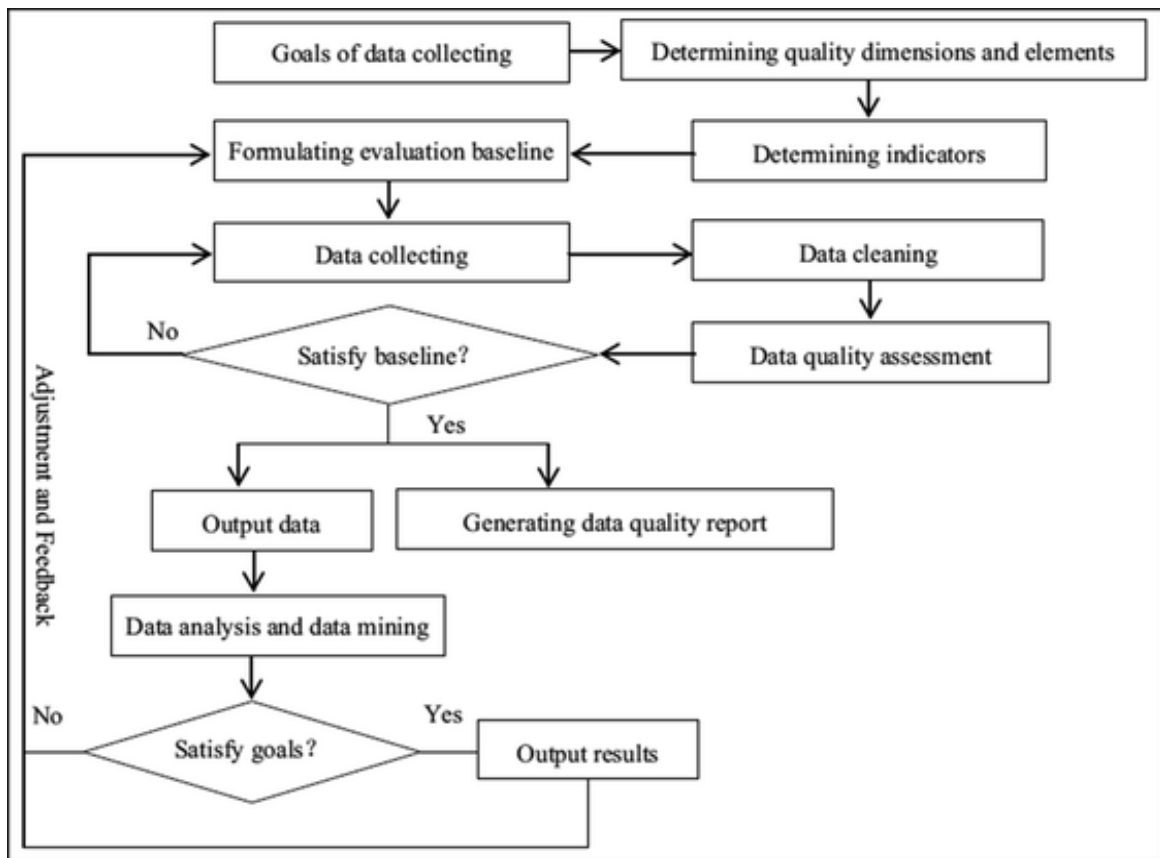 Goals of data collecting
Determining quality dimensions and elements
Formulating evaluation baseline
Determining indicators
Data collecting
Data cleaning
No
Satisfy baseline?
Data quality assessment
Adjustment and Feedback
Yes
Output data
Generating data quality report
Data analysis and data mining
No
Yes
Satisfy goals?
Output results